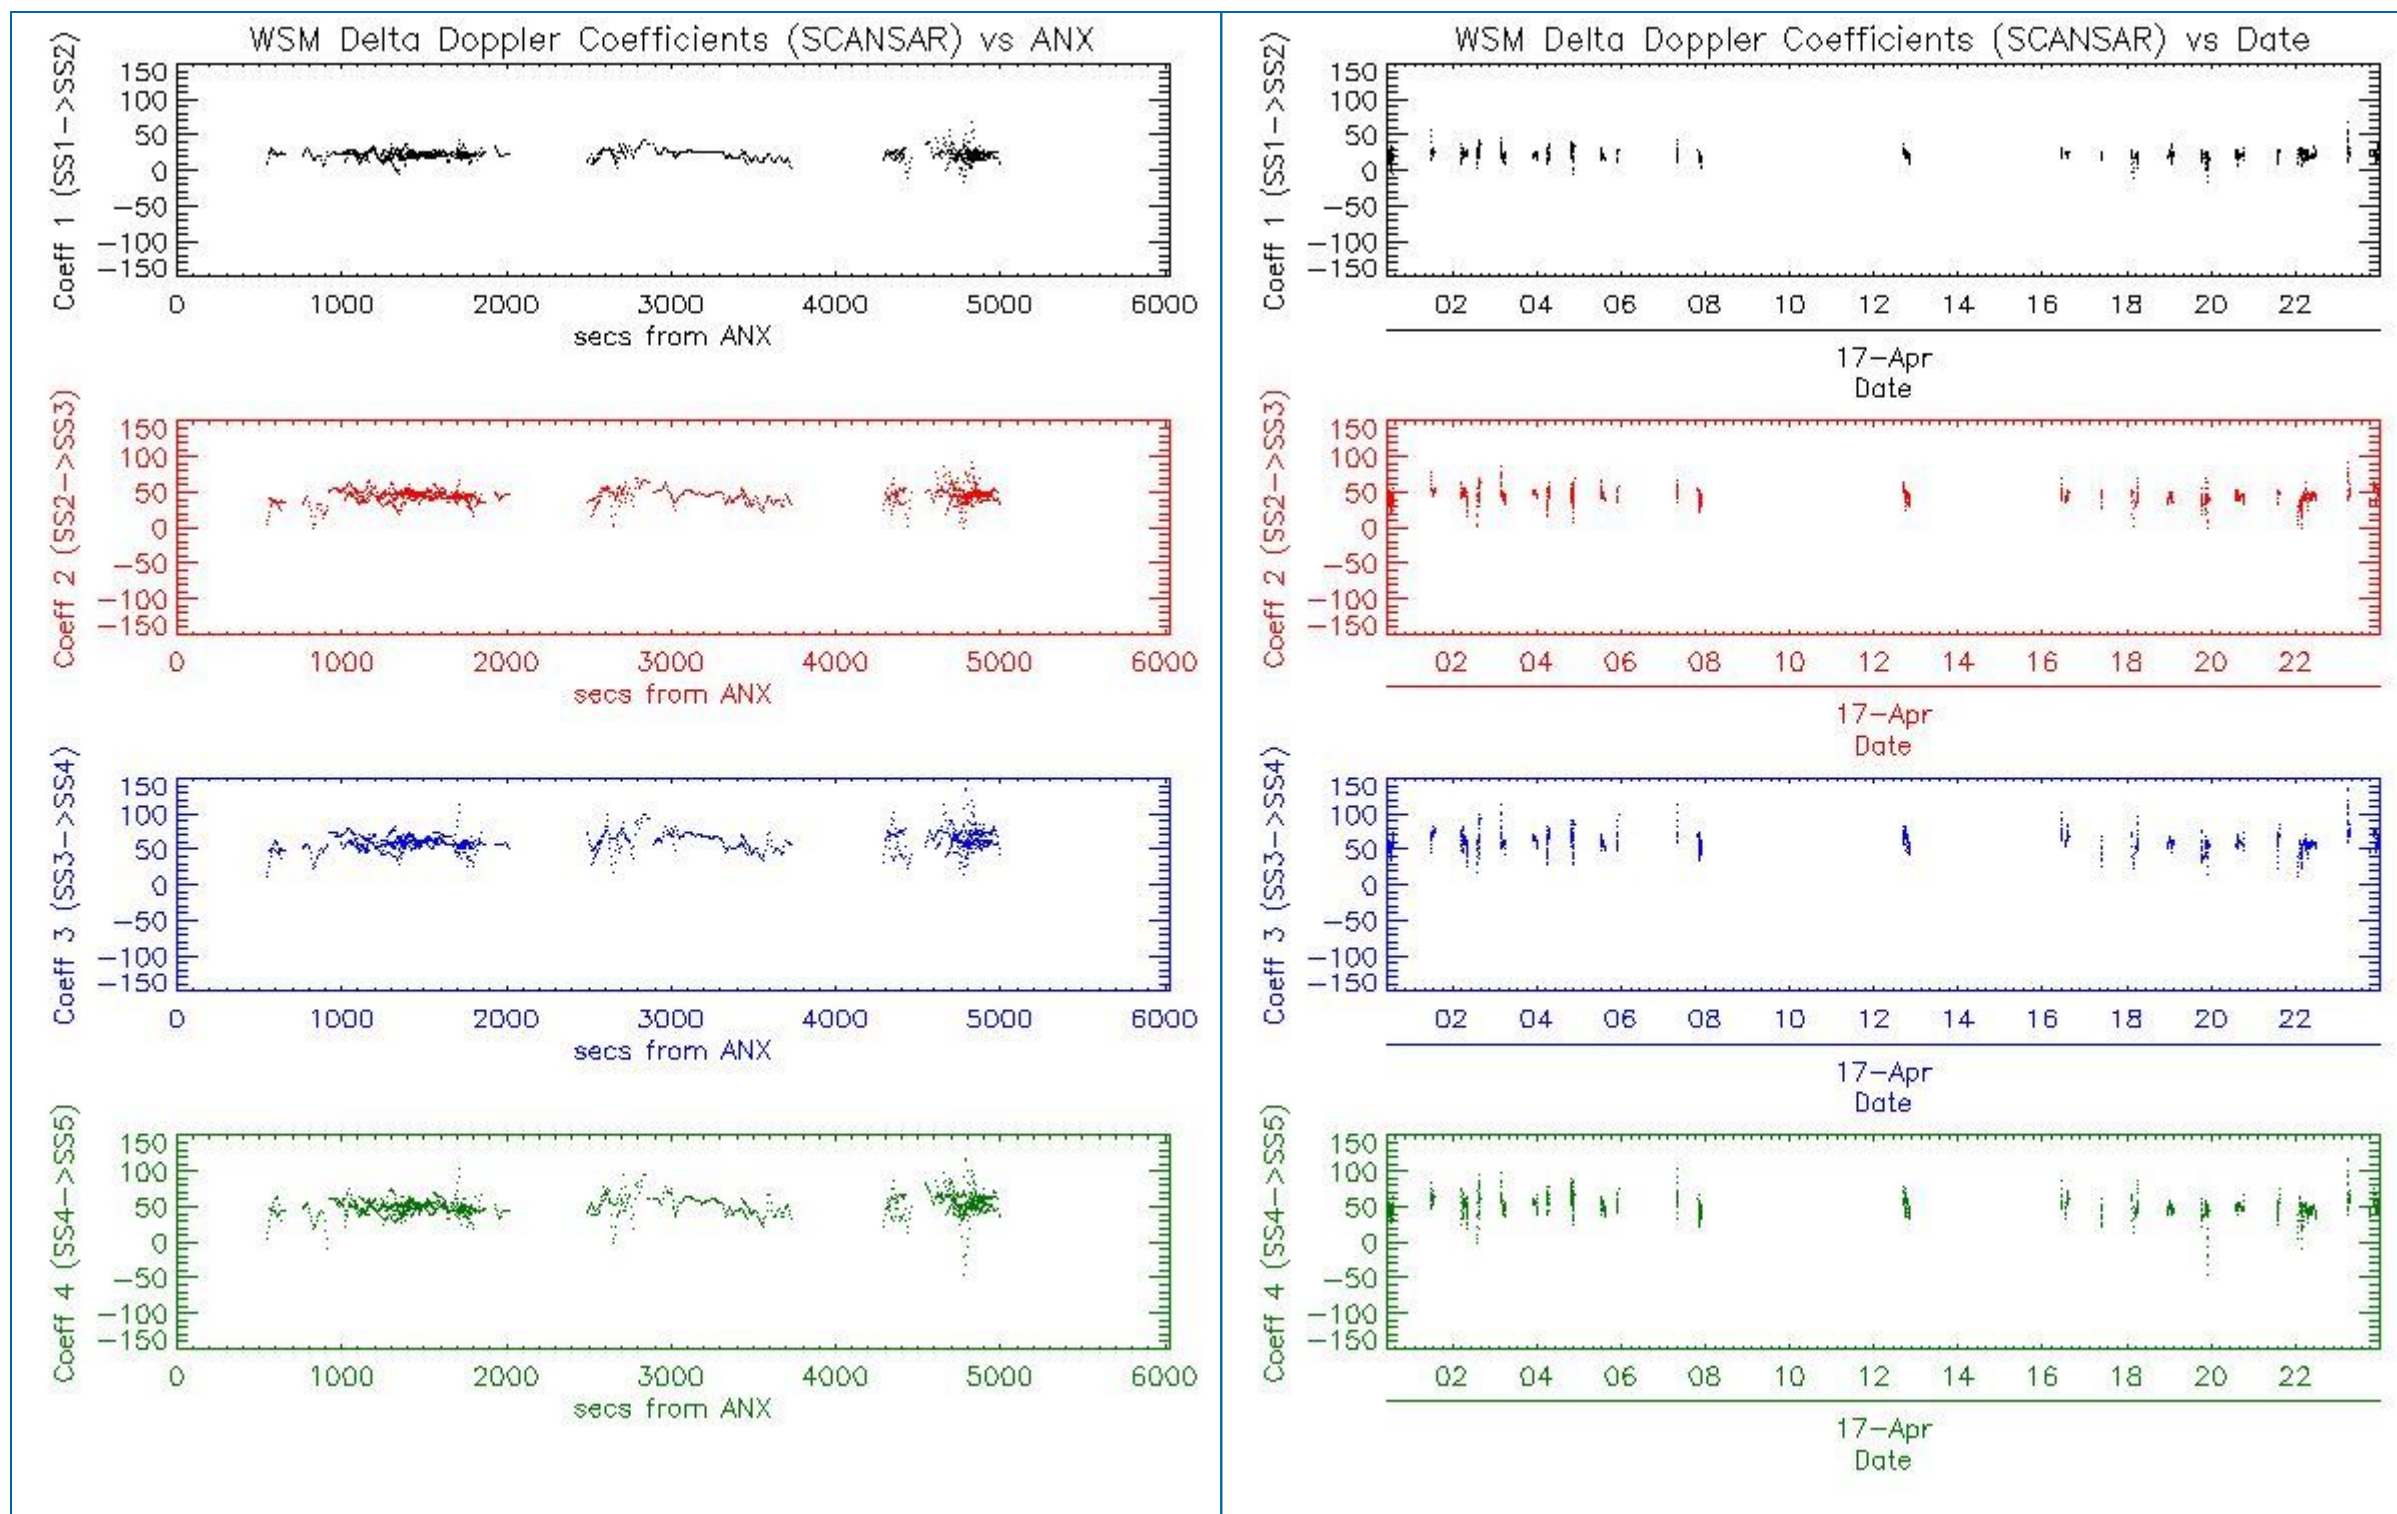 WSM Delta Doppler Coefficients (SCANSAR) vs ANX
Coeff 1 (SS1->SS2)
150
100
50
0
-50
-100
-150
0 1000 2000 3000 4000 5000 6000
secs from ANX
Coeff 2 (SS2->SS3)
150
100
50
0
-50
-100
-150
0 1000 2000 3000 4000 5000 6000
secs from ANX
Coeff 3 (SS3->SS4)
150
100
50
0
-50
-100
-150
0 1000 2000 3000 4000 5000 6000
secs from ANX
Coeff 4 (SS4->SS5)
150
100
50
0
-50
-100
-150
0 1000 2000 3000 4000 5000 6000
secs from ANX
WSM Delta Doppler Coefficients (SCANSAR) vs Date
Coeff 1 (SS1->SS2)
150
100
50
0
-50
-100
-150
02 04 06 08 10 12 14 16 18 20 22
17-Apr
Date
Coeff 2 (SS2->SS3)
150
100
50
0
-50
-100
-150
02 04 06 08 10 12 14 16 18 20 22
17-Apr
Date
Coeff 3 (SS3->SS4)
150
100
50
0
-50
-100
-150
02 04 06 08 10 12 14 16 18 20 22
17-Apr
Date
Coeff 4 (SS4->SS5)
150
100
50
0
-50
-100
-150
02 04 06 08 10 12 14 16 18 20 22
17-Apr
Date